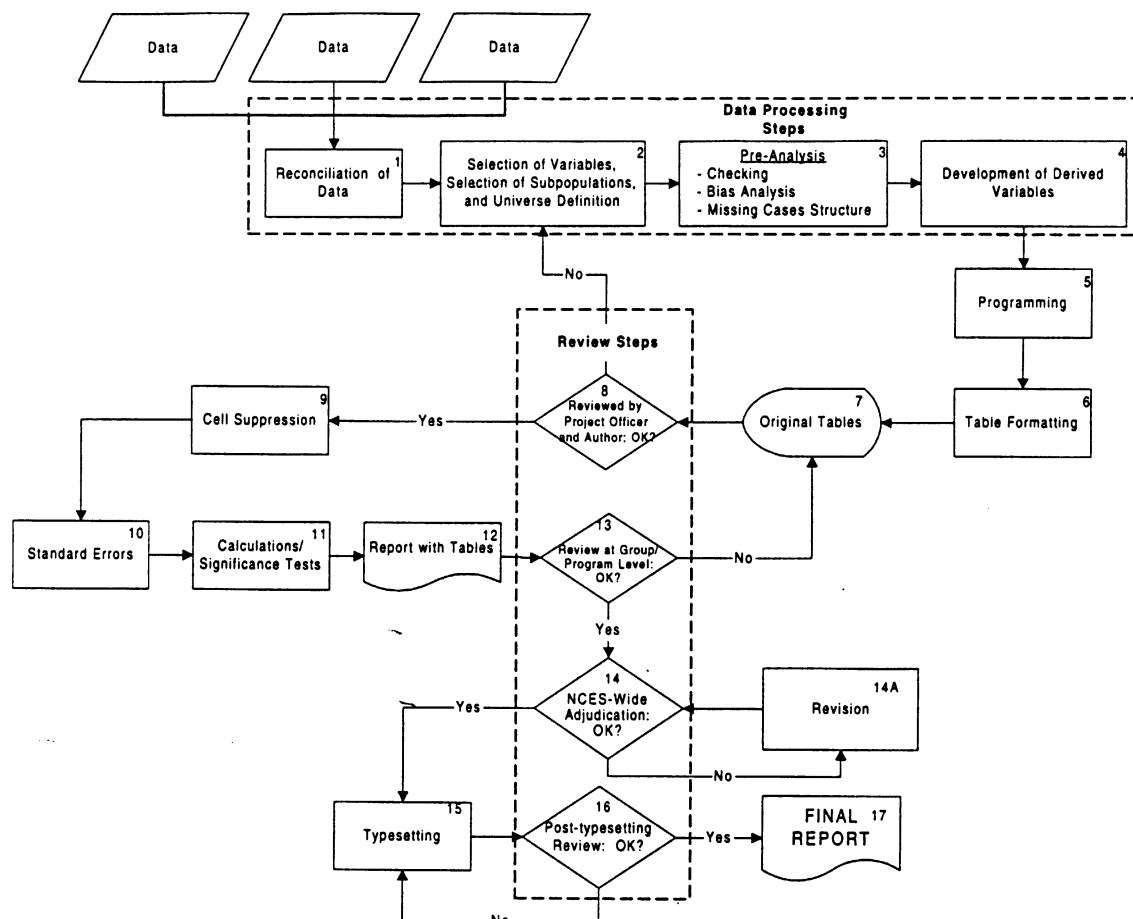 Data
Data
Data
Data Processing
Steps
1
Reconciliation of
Data
2
Selection of Variables,
Selection of Subpopulations,
and Universe Definition
3
Pre-Analysis
- Checking
- Bias Analysis
- Missing Cases Structure
4
Development of Derived
Variables
No
5
Programming
Review Steps
6
Table Formatting
7
Original Tables
8
Reviewed by
Project Officer
and Author: OK?
Yes
9
Cell Suppression
10
Standard Errors
11
Calculations/
Significance Tests
12
Report with Tables
13
Review at Group/
Program Level:
OK?
No
Yes
14
NCES-Wide
Adjudication:
OK?
14A
Revision
Yes
No
15
Typesetting
16
Post-typesetting
Review: OK?
Yes
17
FINAL
REPORT
No